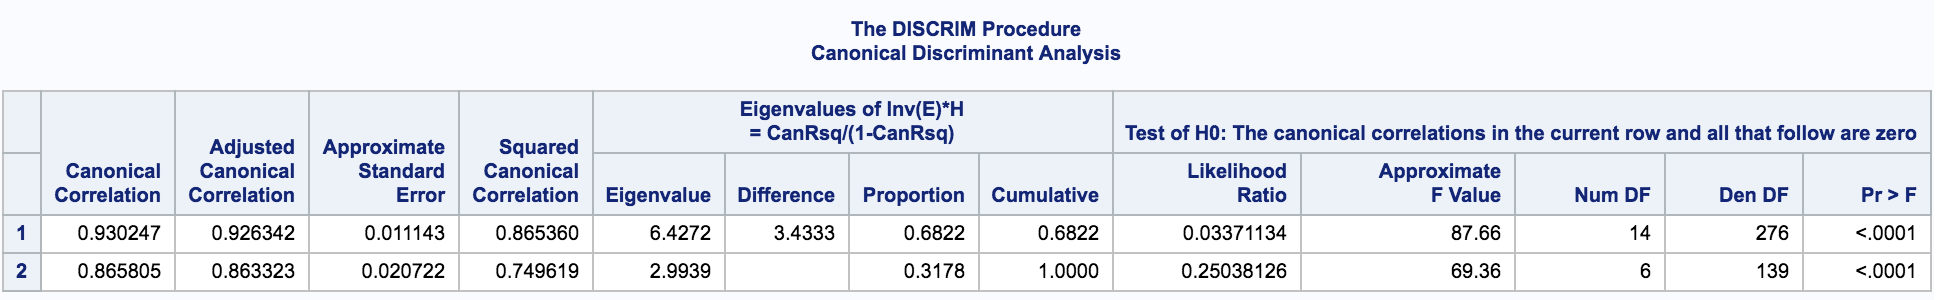 The DISCRIM Procedure
Canonical Discriminant Analysis
Eigenvalues of Inv(E)*H
= CanRsq/(1-CanRsq)
Test of H0: The canonical correlations in the current row and all that follow are zero
Canonical
Correlation
Adjusted
Canonical
Correlation
Approximate
Standard
Error
Squared
Canonical
Correlation
Eigenvalue Difference Proportion Cumulative
Likelihood
Ratio
Approximate
F Value
Num DF Den DF Pr > F
1 0.930247 0.926342 0.011143 0.865360 6.4272 3.4333 0.6822 0.6822 0.03371134 87.66 14 276 <.0001
2 0.865805 0.863323 0.020722 0.749619 2.9939 0.3178 1.0000 0.25038126 69.36 6 139 <.0001